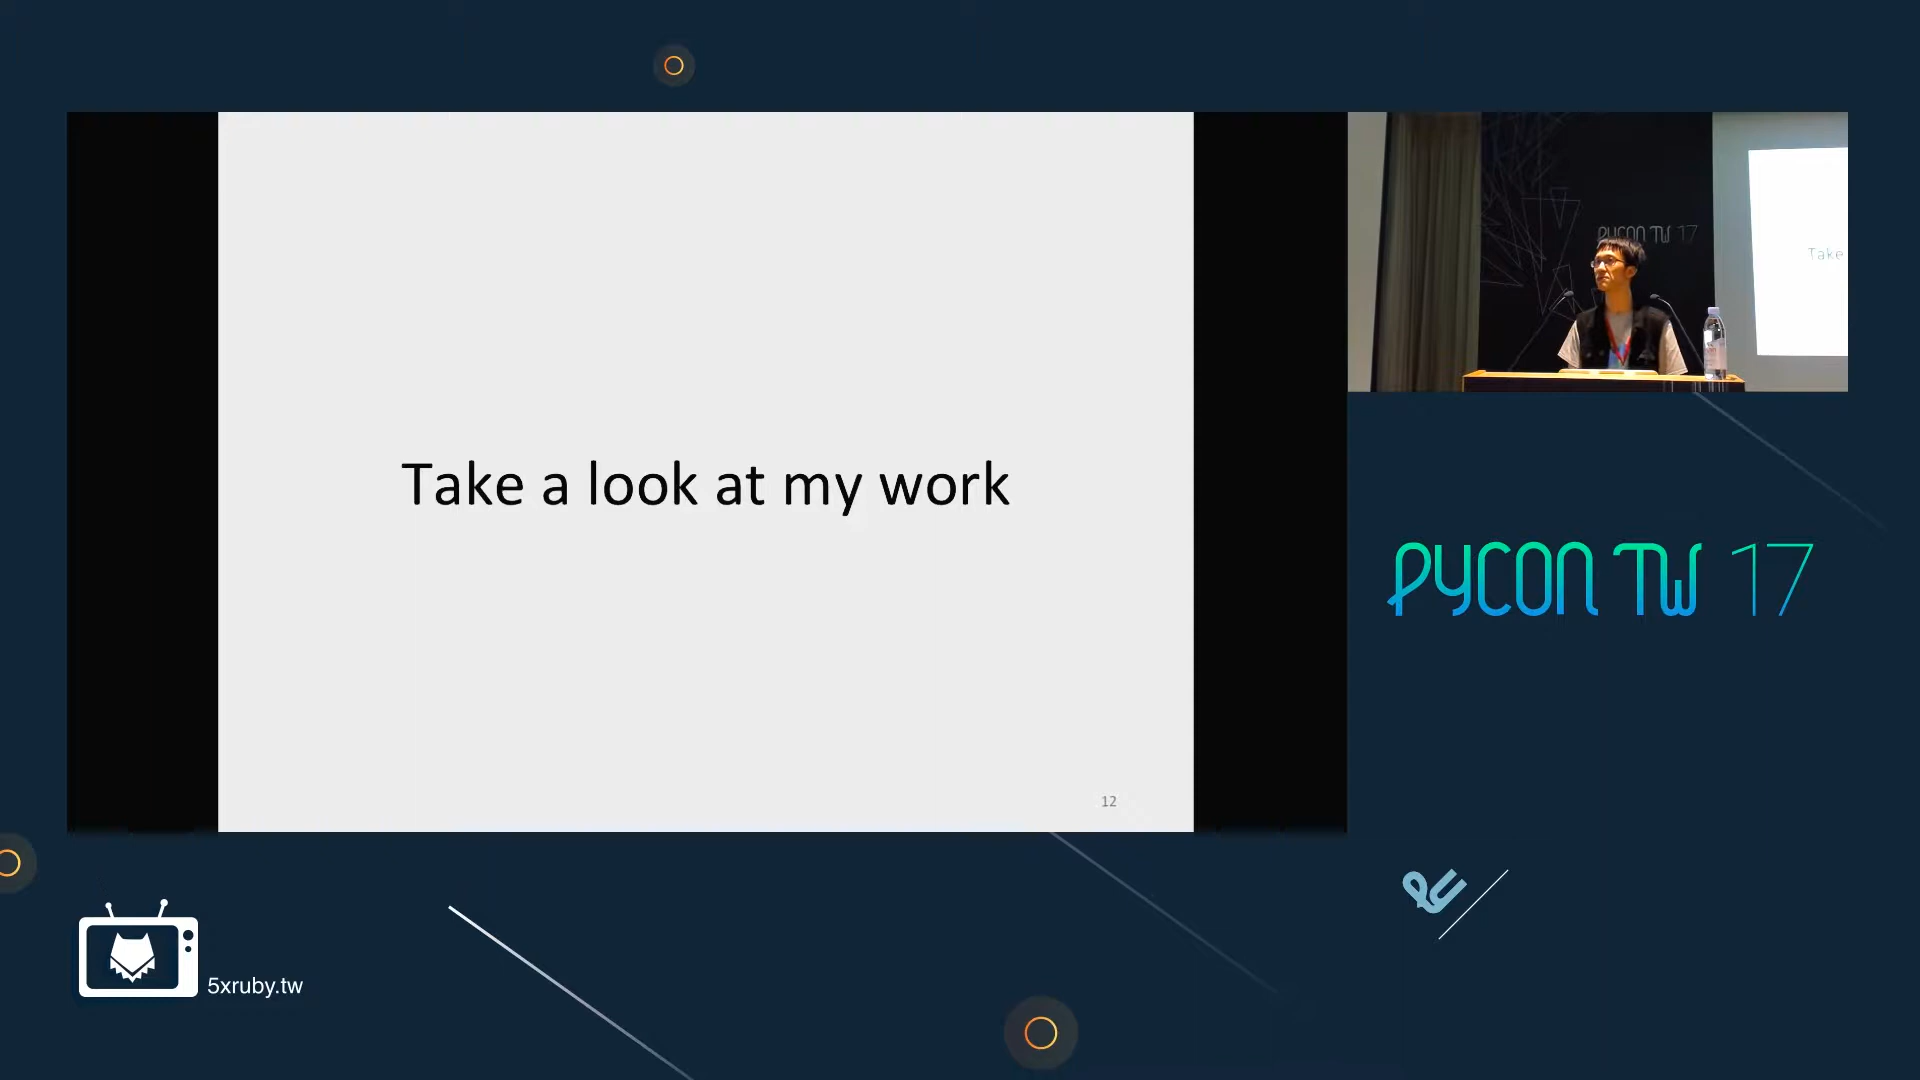 Take a look at my work
12
PYCON TW 17
Take
PYCON TW 17
5xruby.tw